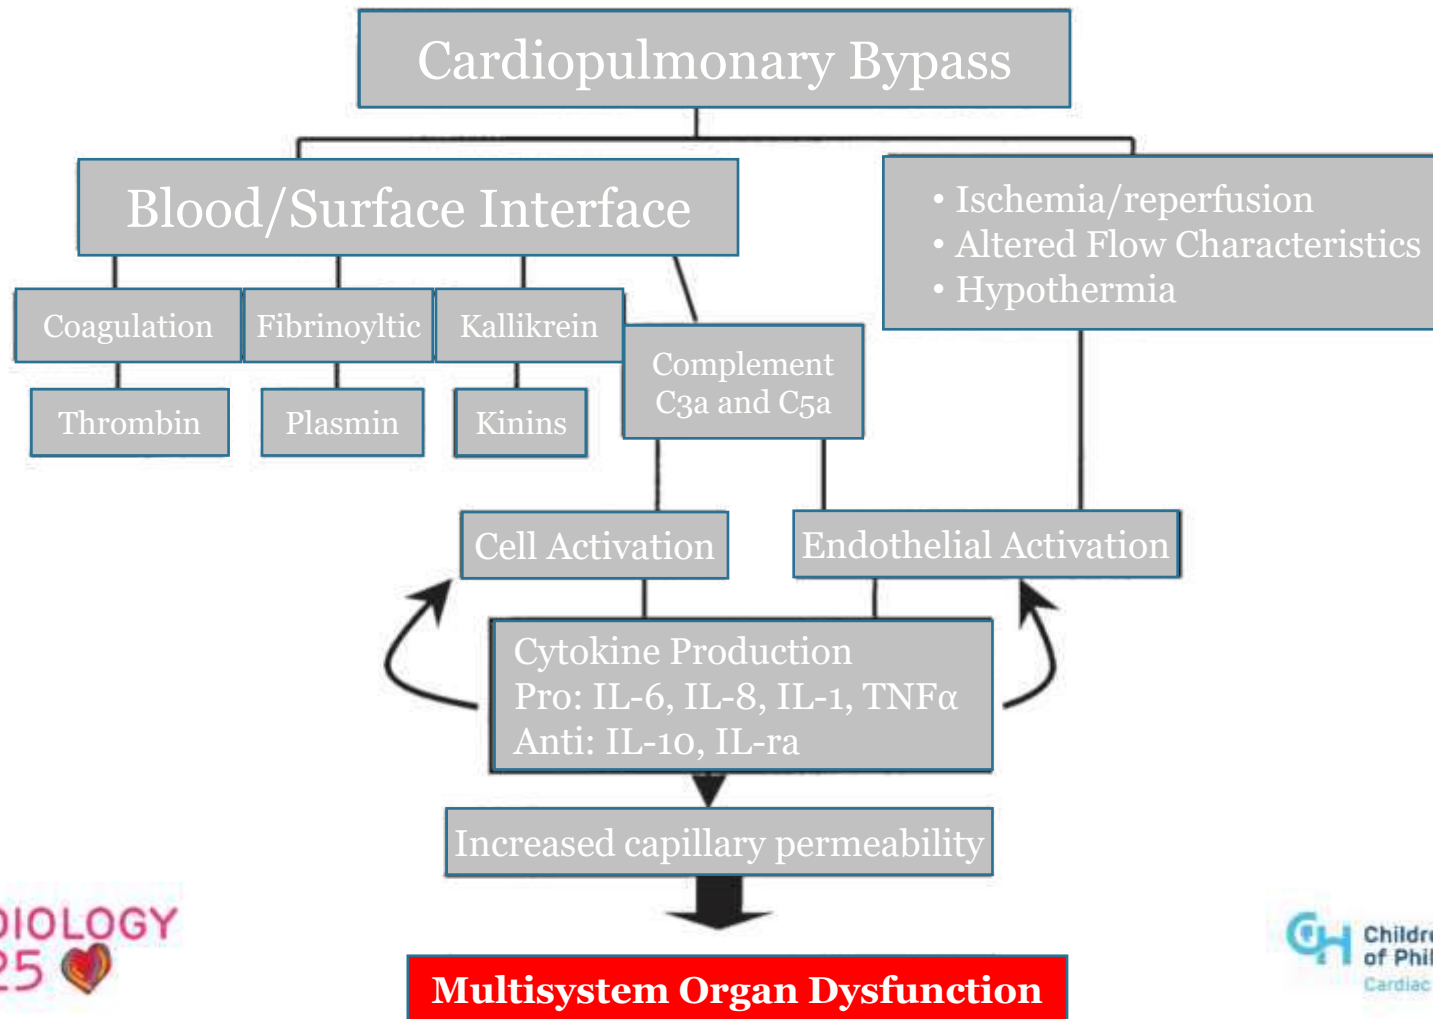 Cardiopulmonary Bypass
Blood/Surface Interface
• Ischemia/reperfusion
• Altered Flow Characteristics
• Hypothermia
Coagulation
Fibrinoyltic
Kallikrein
Complement
C3a and C5a
Thrombin
Plasmin
Kinins
Cell Activation
Endothelial Activation
Cytokine Production
Pro: IL-6, IL-8, IL-1, TNFα
Anti: IL-10, IL-ra
Increased capillary permeability
Multisystem Organ Dysfunction
DIOLOGY
25
CH
Childre
of Phil
Cardiac